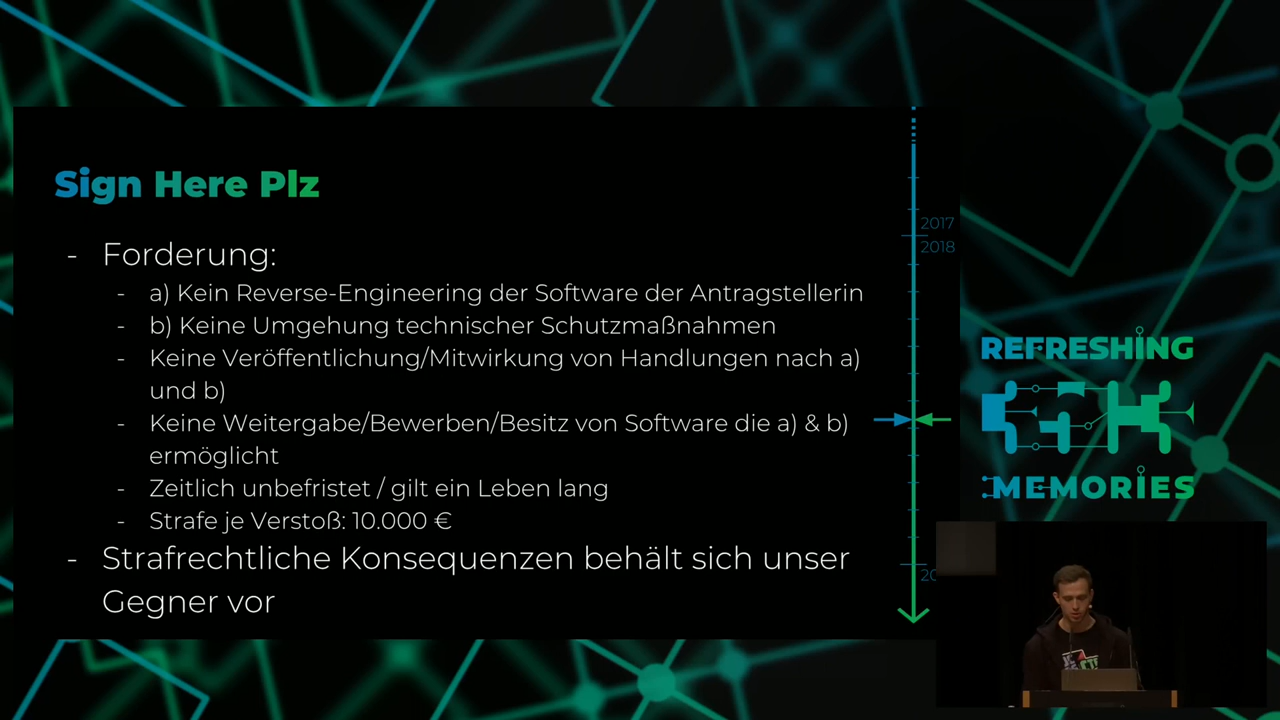 Sign Here Plz
- Forderung:
- a) Kein Reverse-Engineering der Software der Antragstellerin
- b) Keine Umgehung technischer Schutzmaßnahmen
- Keine Veröffentlichung/Mitwirkung von Handlungen nach a)
und b)
- Keine Weitergabe/Bewerben/Besitz von Software die a) & b)
ermöglicht
- Zeitlich unbefristet / gilt ein Leben lang
- Strafe je Verstoß: 10.000 €
- Strafrechtliche Konsequenzen behält sich unser
Gegner vor
2017
2018
20
REFRESHING
MEMORIES